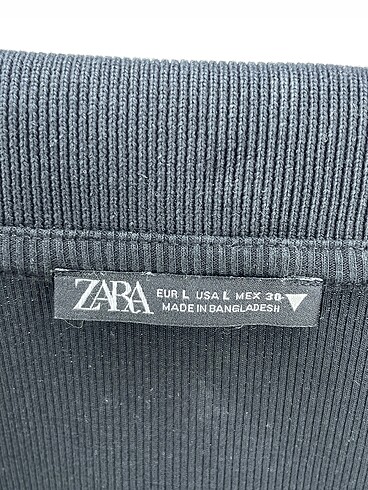 ZARA
EUR L USA L MEX 30
MADE IN BANGLADESH